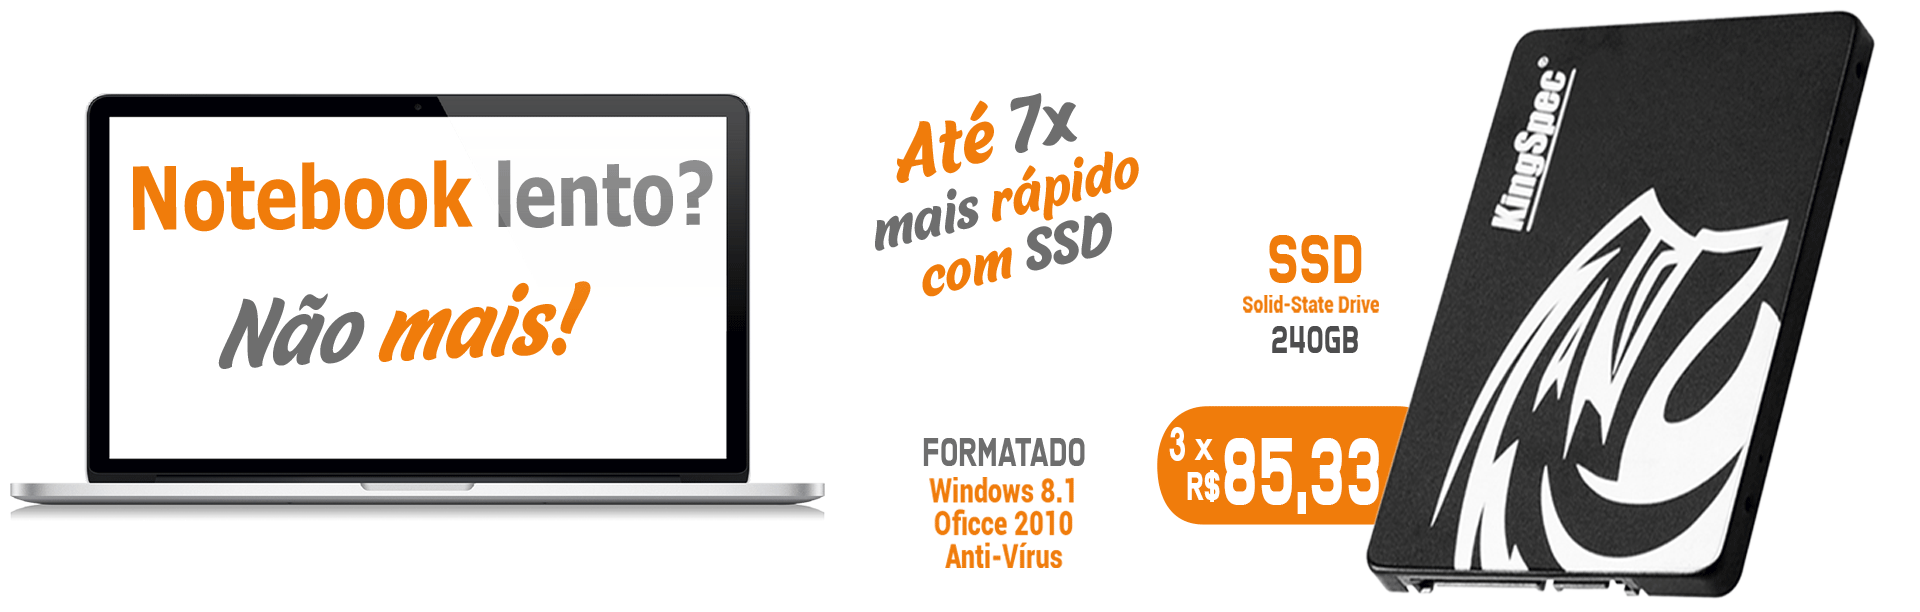 Notebook lento?
Não mais!
Até 7x
mais rápido
com SSD
FORMATADO
Windows 8.1
Oficce 2010
Anti-Vírus
SSD
Solid-State Drive
240GB
3 x
R$85,33
KingSpec®